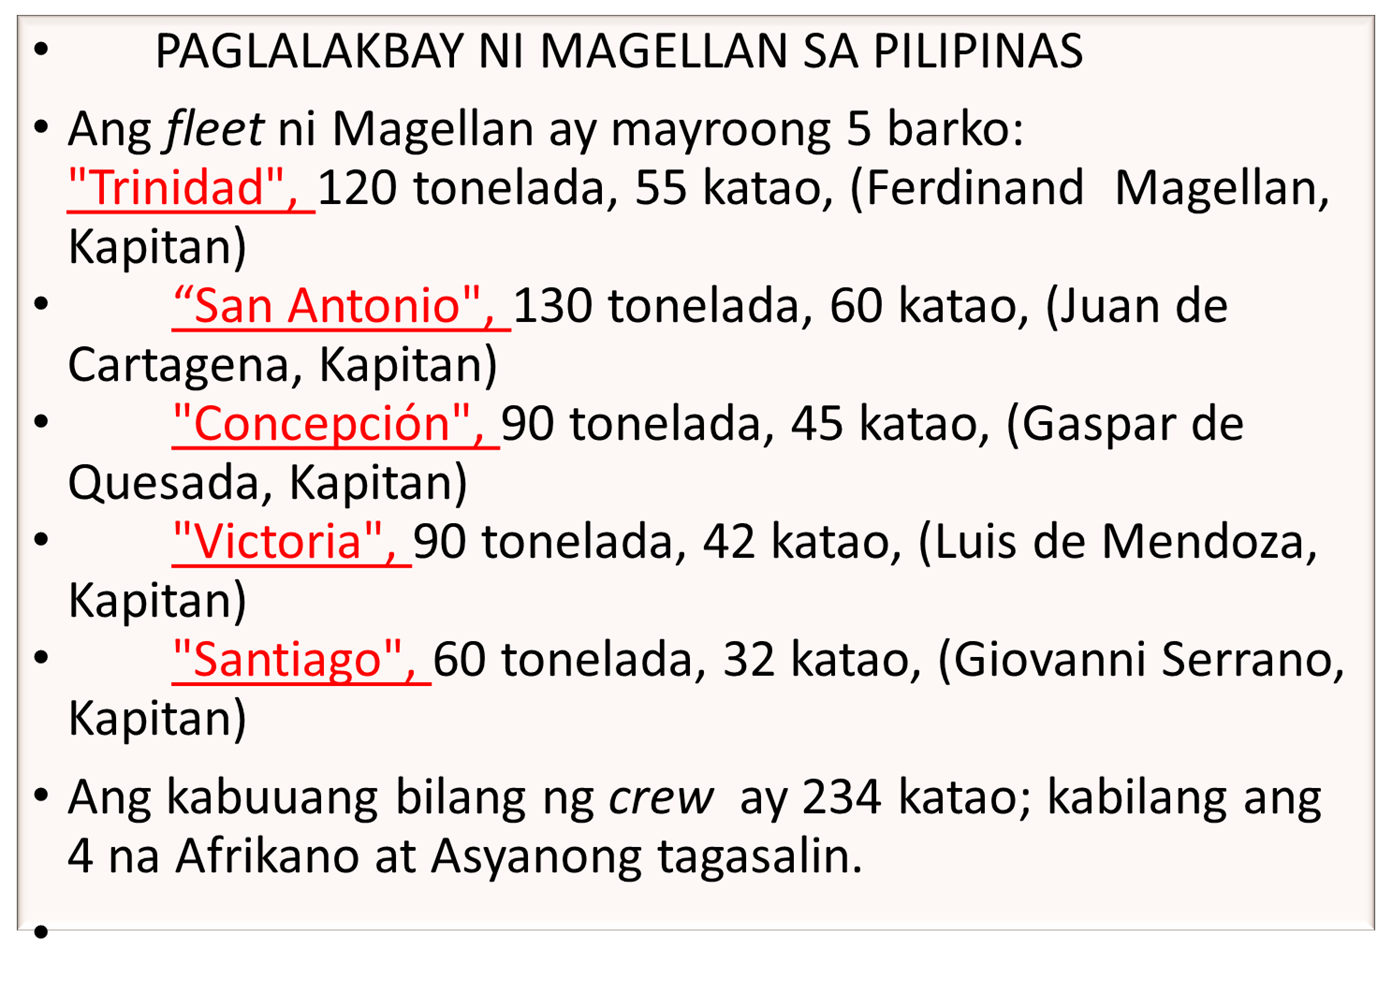 • PAGLALAKBAY NI MAGELLAN SA PILIPINAS
• Ang fleet ni Magellan ay mayroong 5 barko:
"Trinidad", 120 tonelada, 55 katao, (Ferdinand Magellan,
Kapitan)
• “San Antonio", 130 tonelada, 60 katao, (Juan de
Cartagena, Kapitan)
• "Concepción", 90 tonelada, 45 katao, (Gaspar de
Quesada, Kapitan)
• "Victoria", 90 tonelada, 42 katao, (Luis de Mendoza,
Kapitan)
• "Santiago", 60 tonelada, 32 katao, (Giovanni Serrano,
Kapitan)
• Ang kabuuang bilang ng crew ay 234 katao; kabilang ang
4 na Afrikano at Asyanong tagasalin.
•